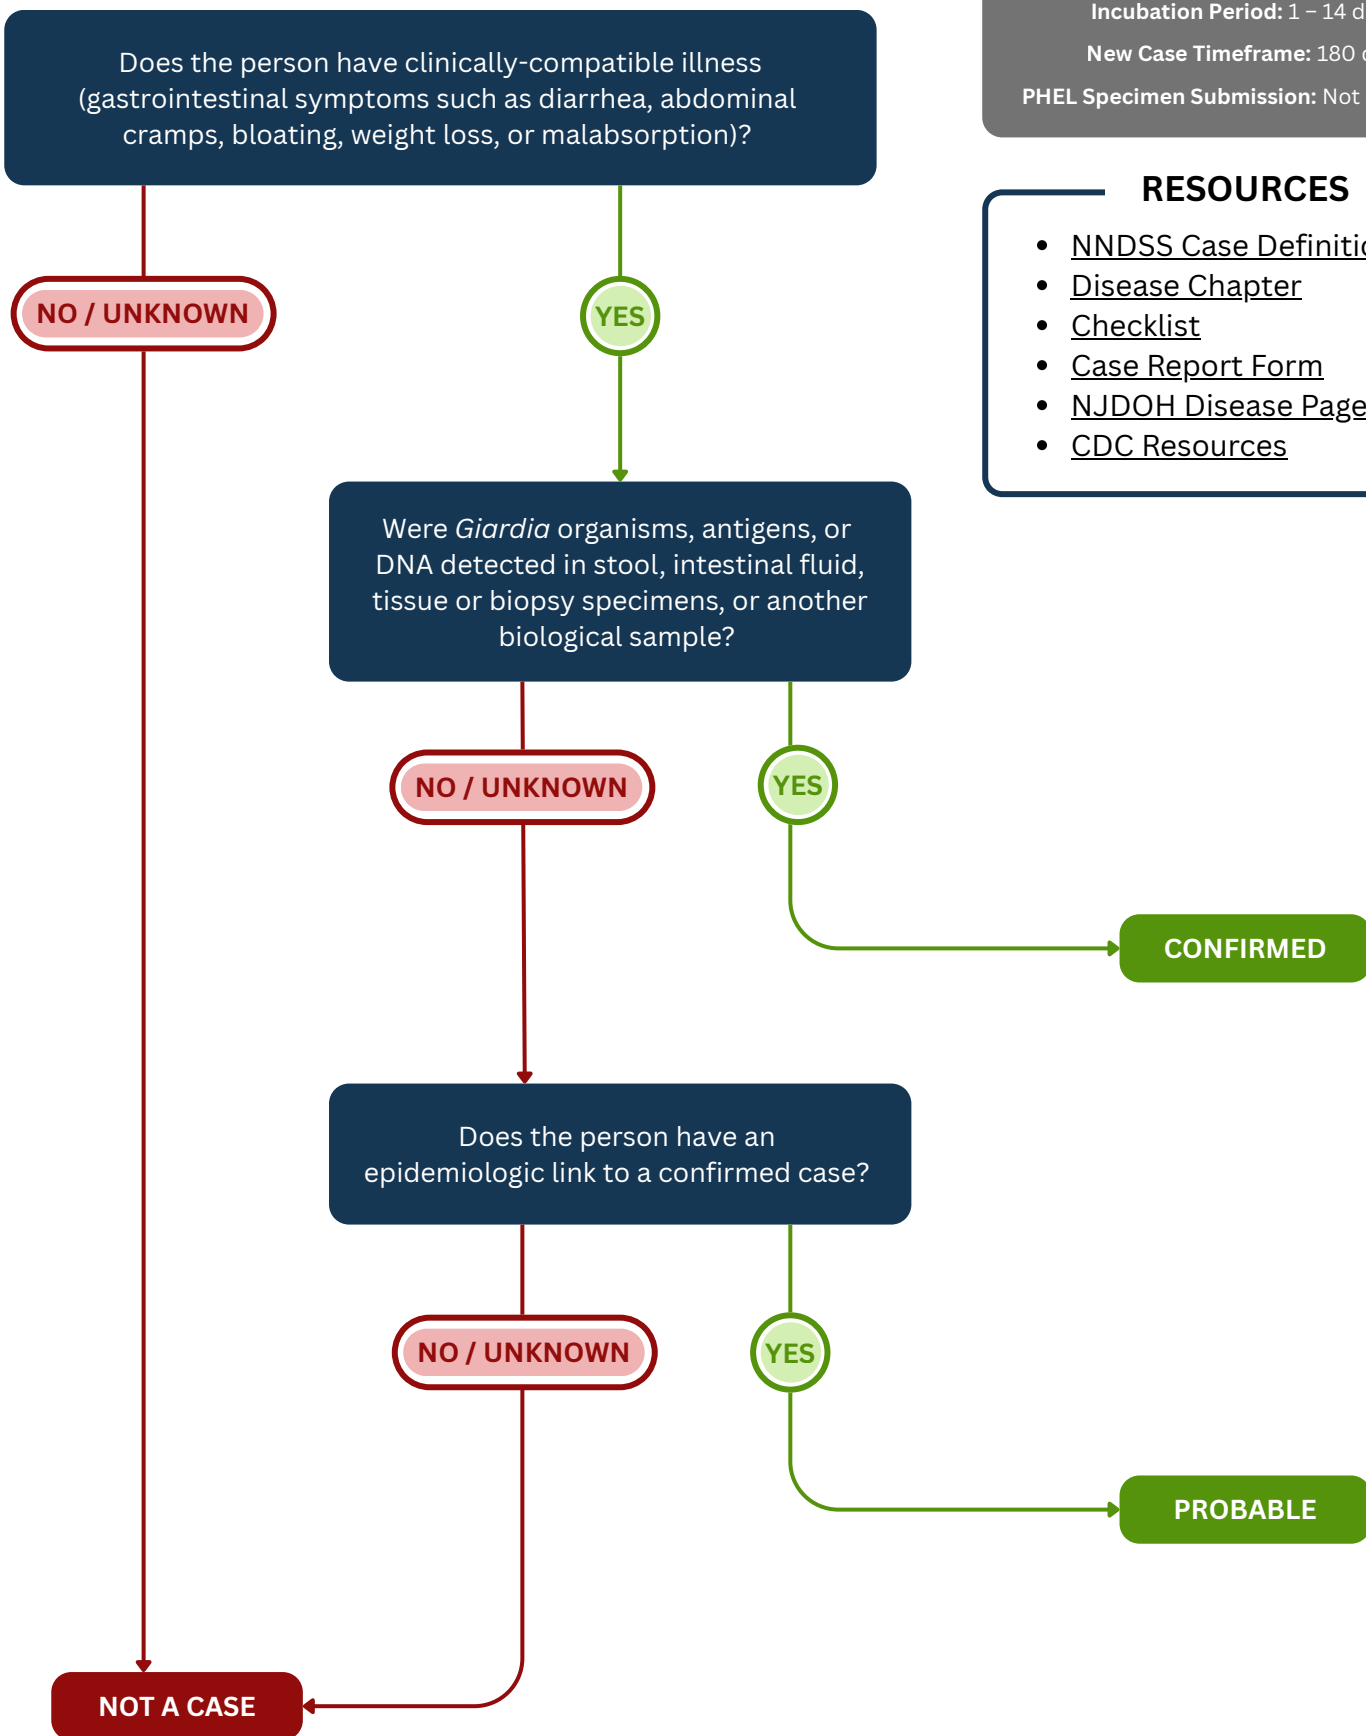 Incubation Period: 1 – 14 d
New Case Timeframe: 180
PHEL Specimen Submission: Not
Does the person have clinically-compatible illness
(gastrointestinal symptoms such as diarrhea, abdominal
cramps, bloating, weight loss, or malabsorption)?
RESOURCES
• NNDSS Case Definitio
• Disease Chapter
• Checklist
• Case Report Form
• NJDOH Disease Page
• CDC Resources
NO / UNKNOWN
YES
Were Giardia organisms, antigens, or
DNA detected in stool, intestinal fluid,
tissue or biopsy specimens, or another
biological sample?
NO / UNKNOWN
YES
CONFIRMED
Does the person have an
epidemiologic link to a confirmed case?
NO / UNKNOWN
YES
PROBABLE
NOT A CASE